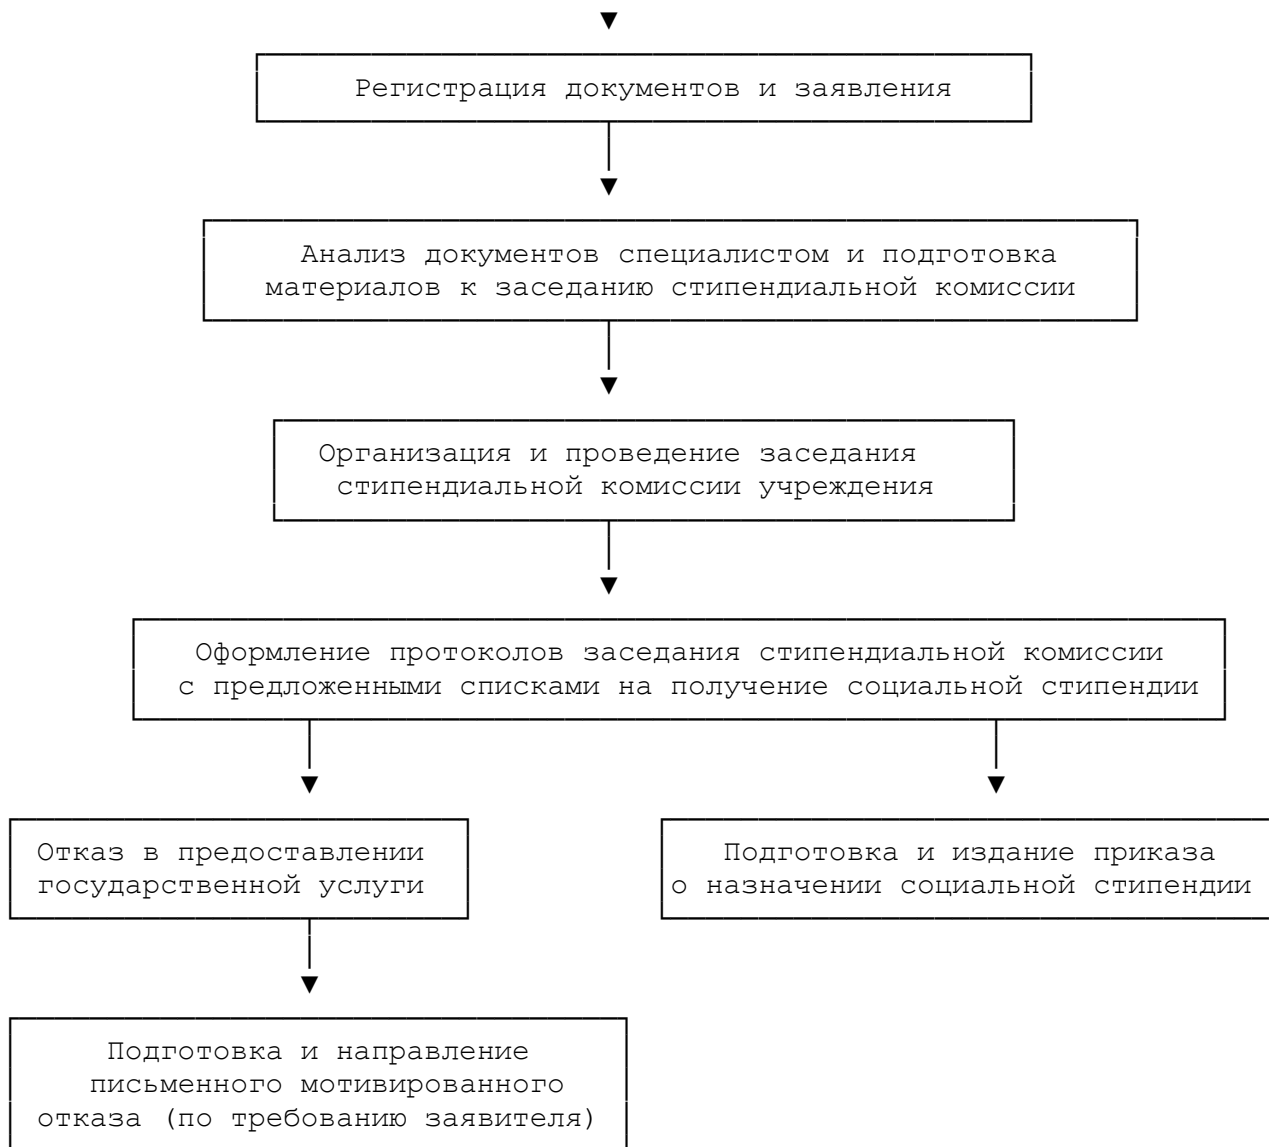 Регистрация документов и заявления
Анализ документов специалистом и подготовка
материалов к заседанию стипендиальной комиссии
Организация и проведение заседания
стипендиальной комиссии учреждения
Оформление протоколов заседания стипендиальной комиссии
с предложенными списками на получение социальной стипендии
Отказ в предоставлении
государственной услуги
Подготовка и издание приказа
о назначении социальной стипендии
Подготовка и направление
письменного мотивированного
отказа (по требованию заявителя)